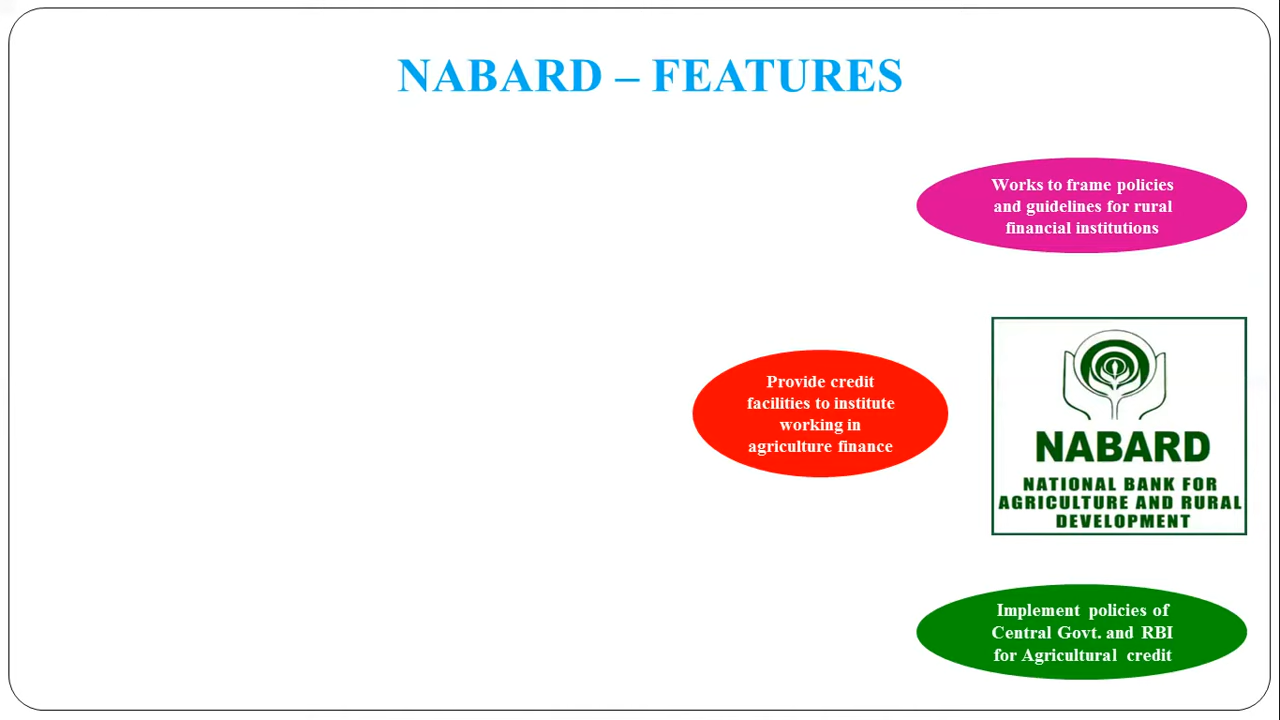 NABARD – FEATURES
Works to frame policies
and guidelines for rural
financial institutions
Provide credit
facilities to institute
working in
agriculture finance
NABARD
NATIONAL BANK FOR
AGRICULTURE AND RURAL
DEVELOPMENT
Implement policies of
Central Govt. and RBI
for Agricultural credit